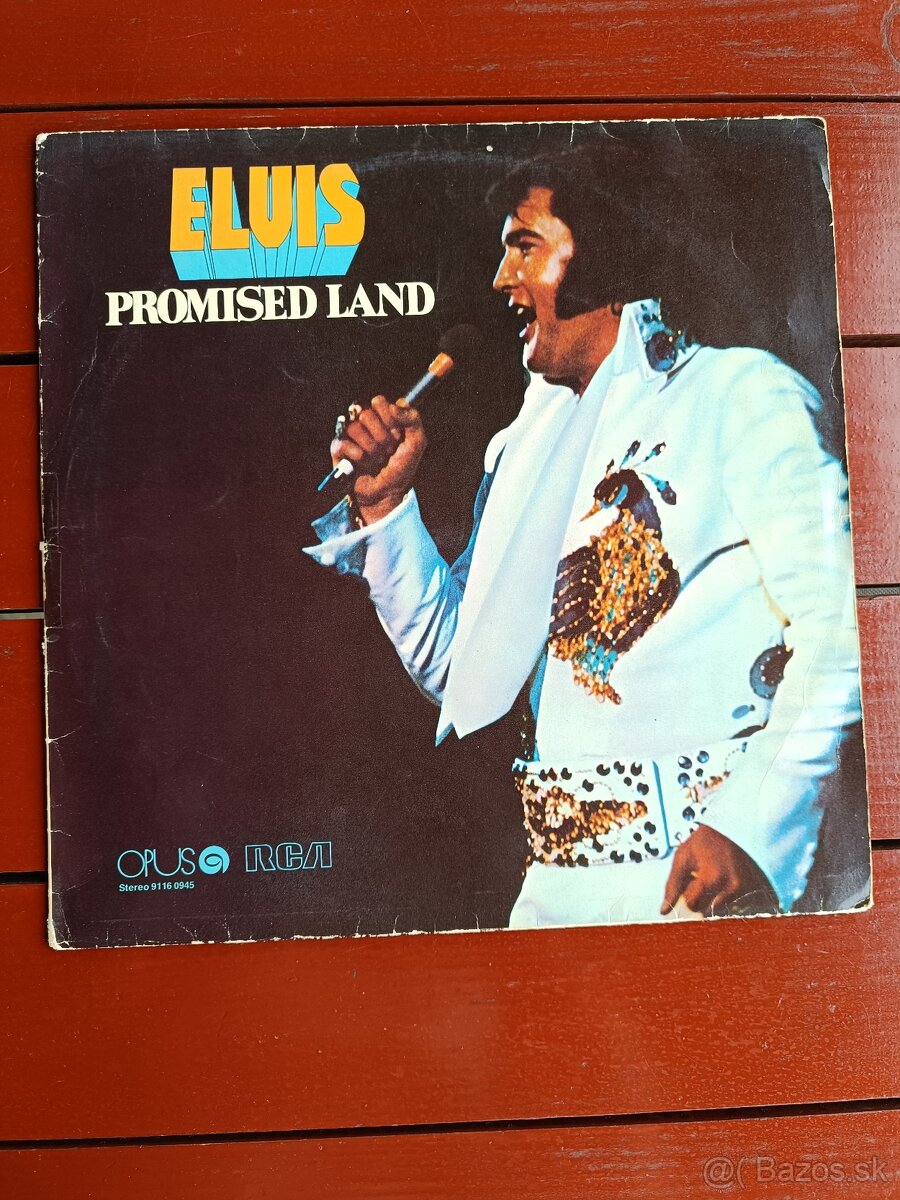 ELVIS
PROMISED LAND
OPUS RCA
Stereo 9116 0945
@( Bazos.sk